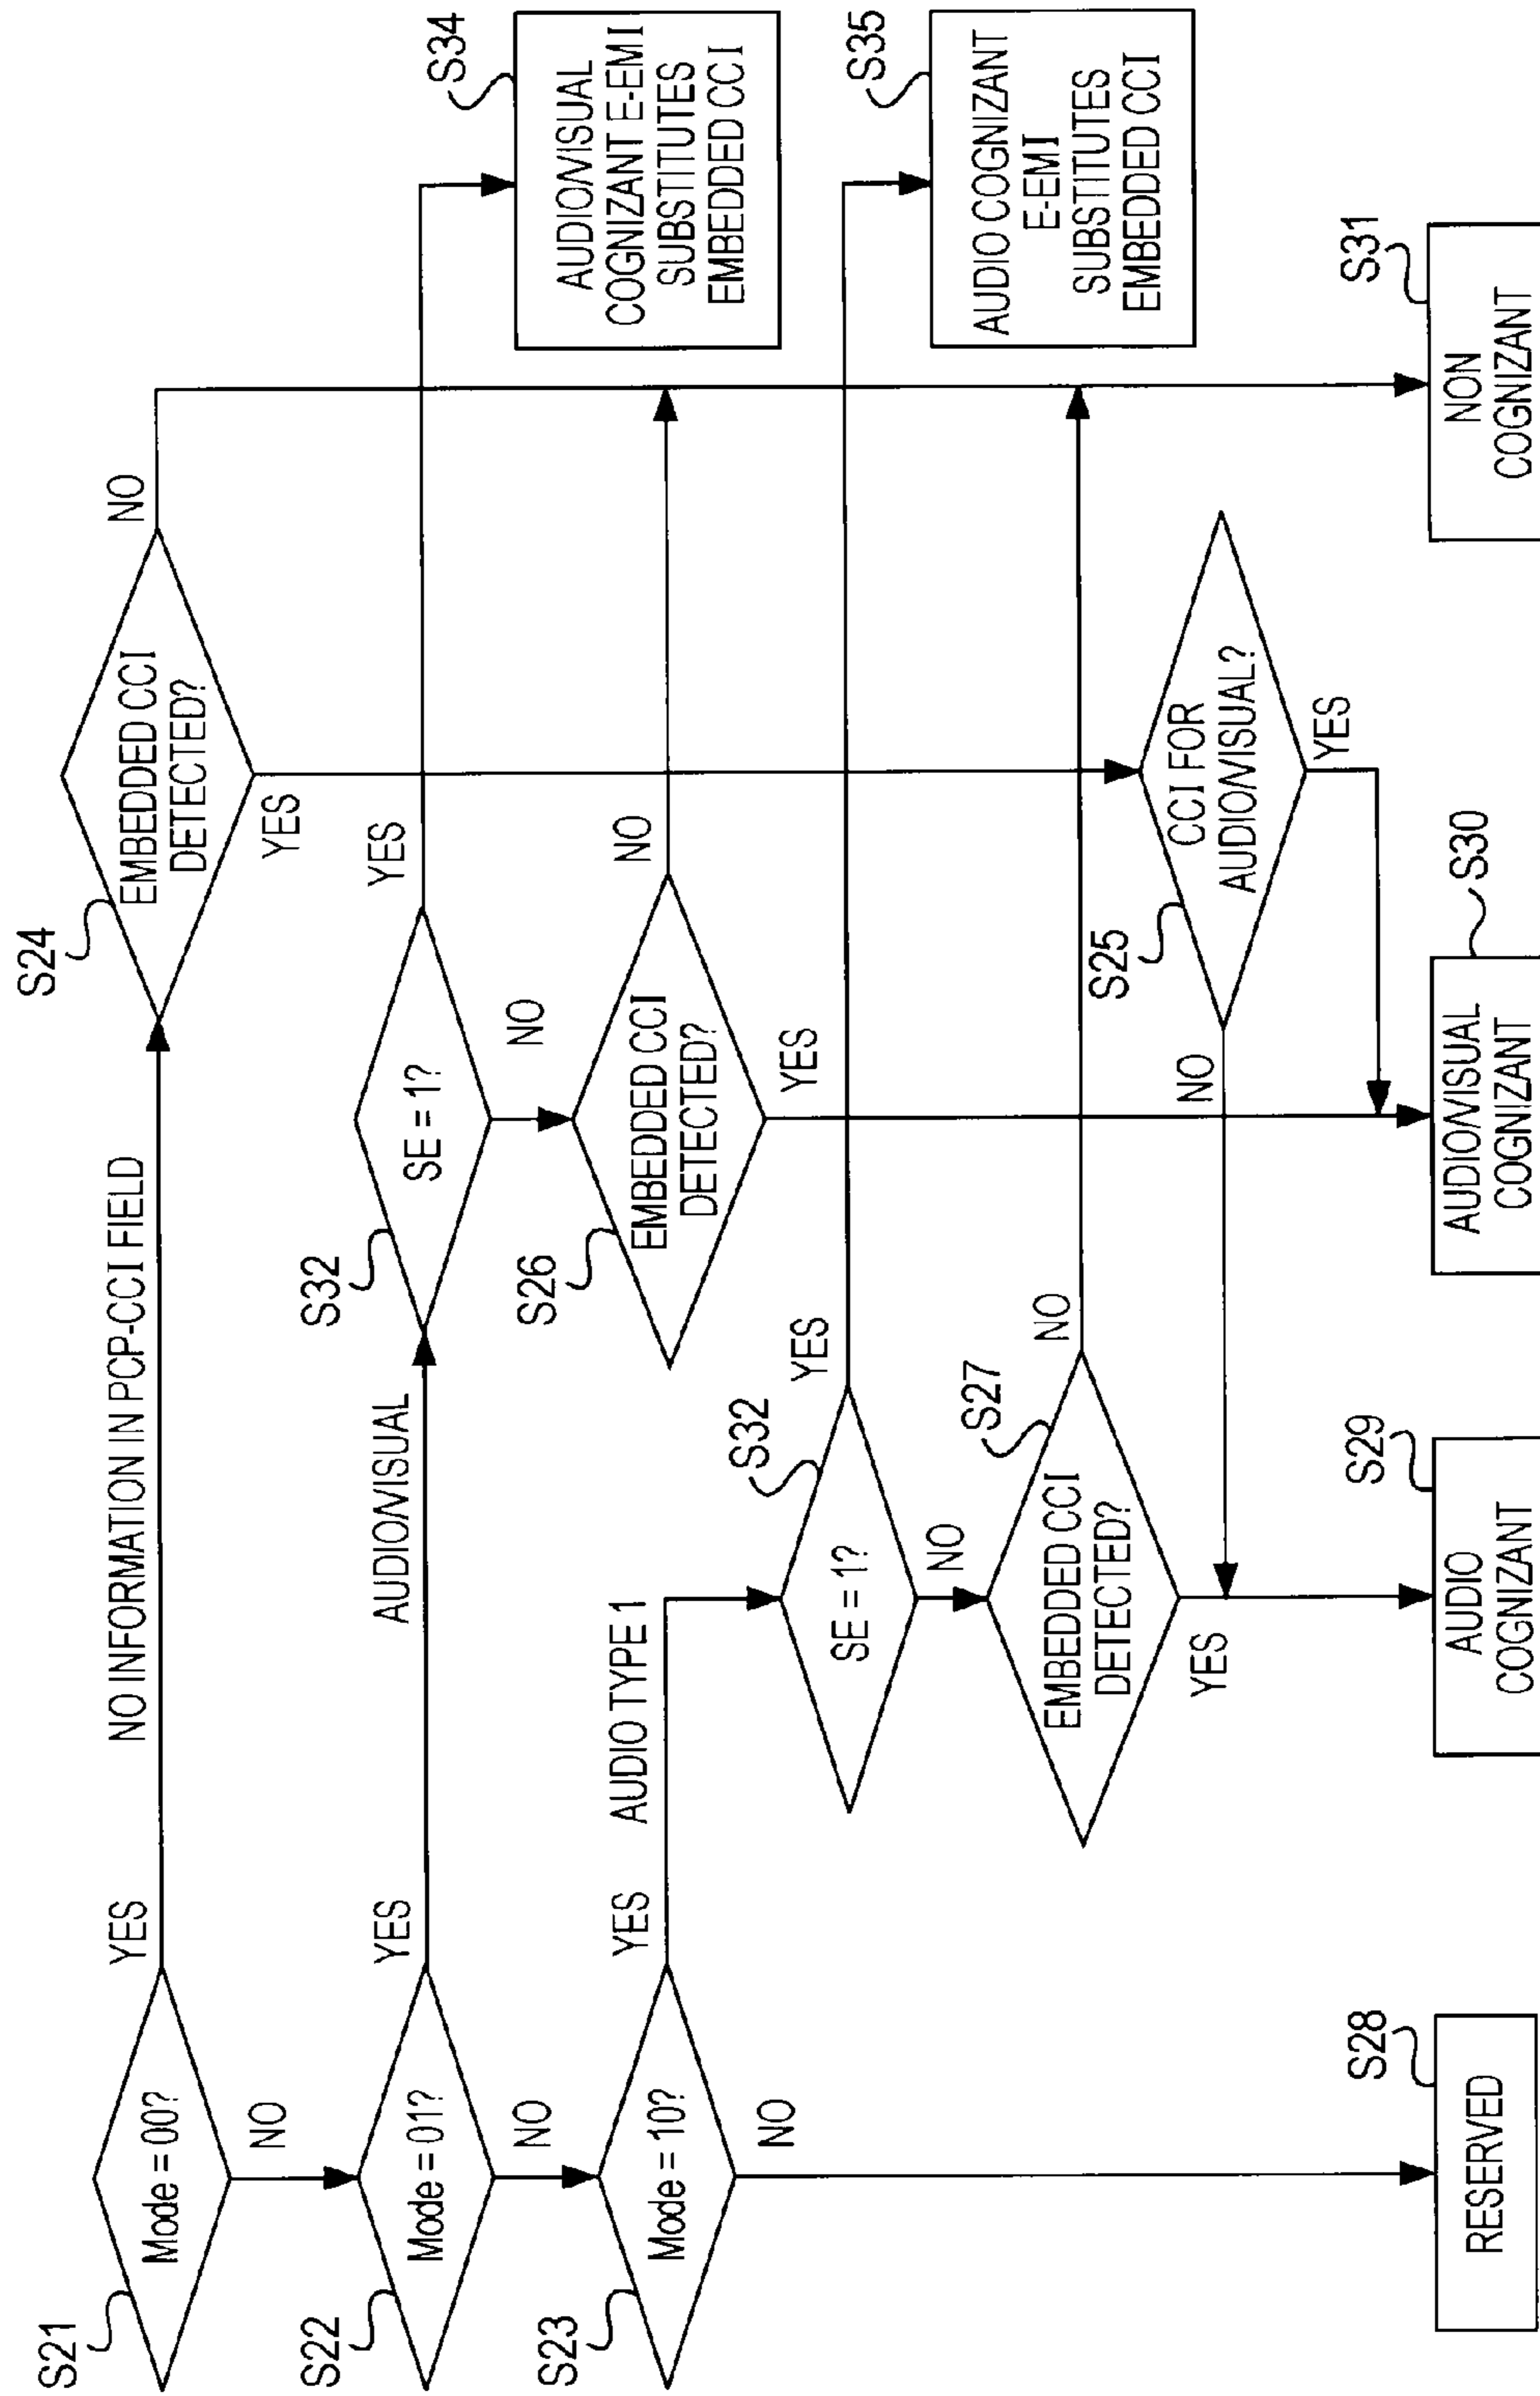 S21
Mode = 00?
YES
NO
NO INFORMATION IN PCP-CCI FIELD
S24
EMBEDDED CCI
DETECTED?
NO
YES
S22
Mode = 01?
YES
NO
AUDIO/VISUAL
S32
SE = 1?
YES
NO
S34
AUDIO/VISUAL
COGNIZANT E-EMI
SUBSTITUTES
EMBEDDED CCI
S23
Mode = 10?
YES
NO
AUDIO TYPE 1
S26
EMBEDDED CCI
DETECTED?
NO
YES
S32
SE = 1?
YES
NO
S35
AUDIO COGNIZANT
E-EMI
SUBSTITUTES
EMBEDDED CCI
S27
EMBEDDED CCI
DETECTED?
NO
YES
S25
CCI FOR
AUDIO/VISUAL?
NO
YES
S28
RESERVED
S29
AUDIO
COGNIZANT
S30
AUDIO/VISUAL
COGNIZANT
S31
NON
COGNIZANT